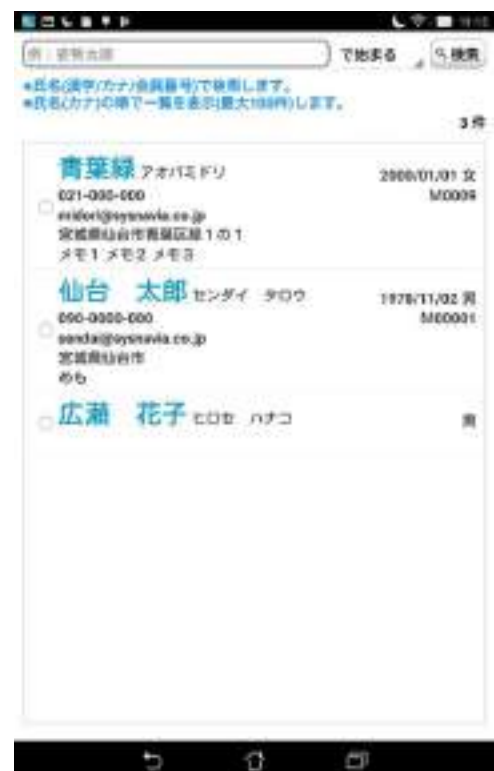 で始まる 検索
*氏名(漢字/カナ/会員番号)で検索します。
*氏名(カナ)の順で一覧を表示(最大100件)します。
3 件
青葉緑 アオバミドリ 2000/01/01 女
021-000-000 M0009
midori@sysnavia.co.jp
宮城県仙台市青葉区緑1の1
メモ1 メモ2 メモ3
仙台 太郎 センダイ タロウ 1978/11/02 男
090-0000-000 M00001
sendai@sysnavia.co.jp
宮城県仙台市
めも
広瀬 花子 ヒロセ ハナコ 男